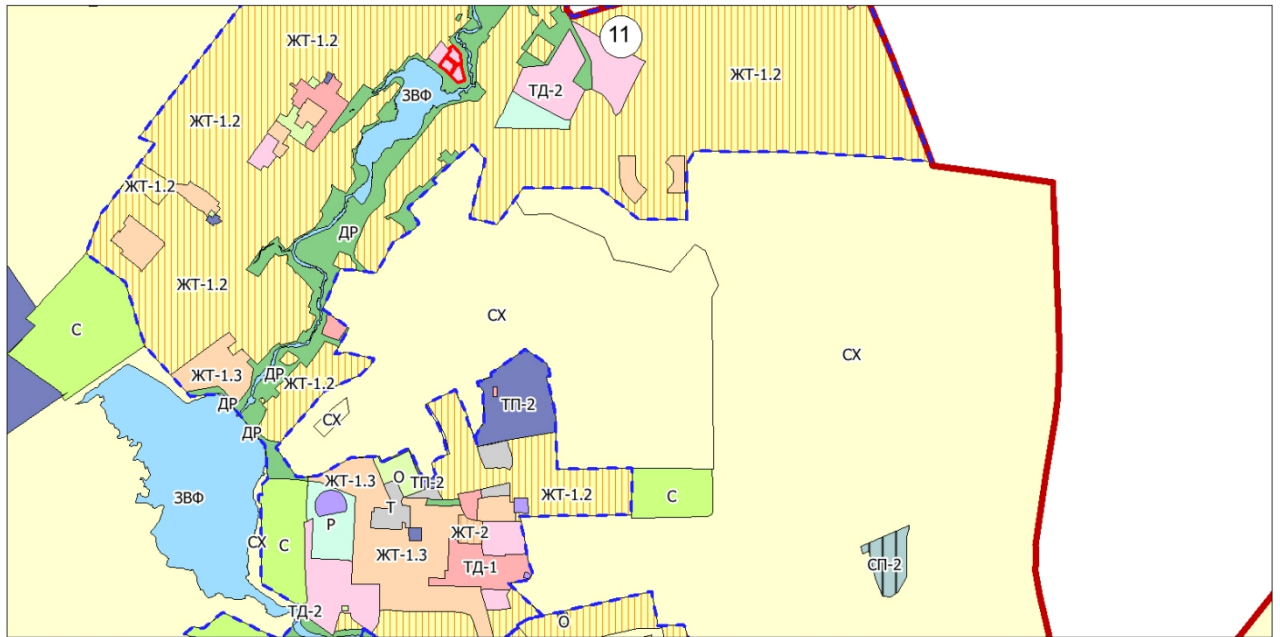 11
ЖТ-1.2
ЖТ-1.2
ТД-2
ЗВФ
ЖТ-1.2
ЖТ-1.2
ДР
ЖТ-1.2
СХ
С
СХ
ЖТ-1.3
ДР
ЖТ-1.2
ДР
ТП-2
СХ
ДР
ЖТ-1.3
О
ТП-2
ЗВФ
ЖТ-1.2
С
Т
Р
ЖТ-2
СХ
С
ЖТ-1.3
ТД-1
СП-2
ТД-2
О